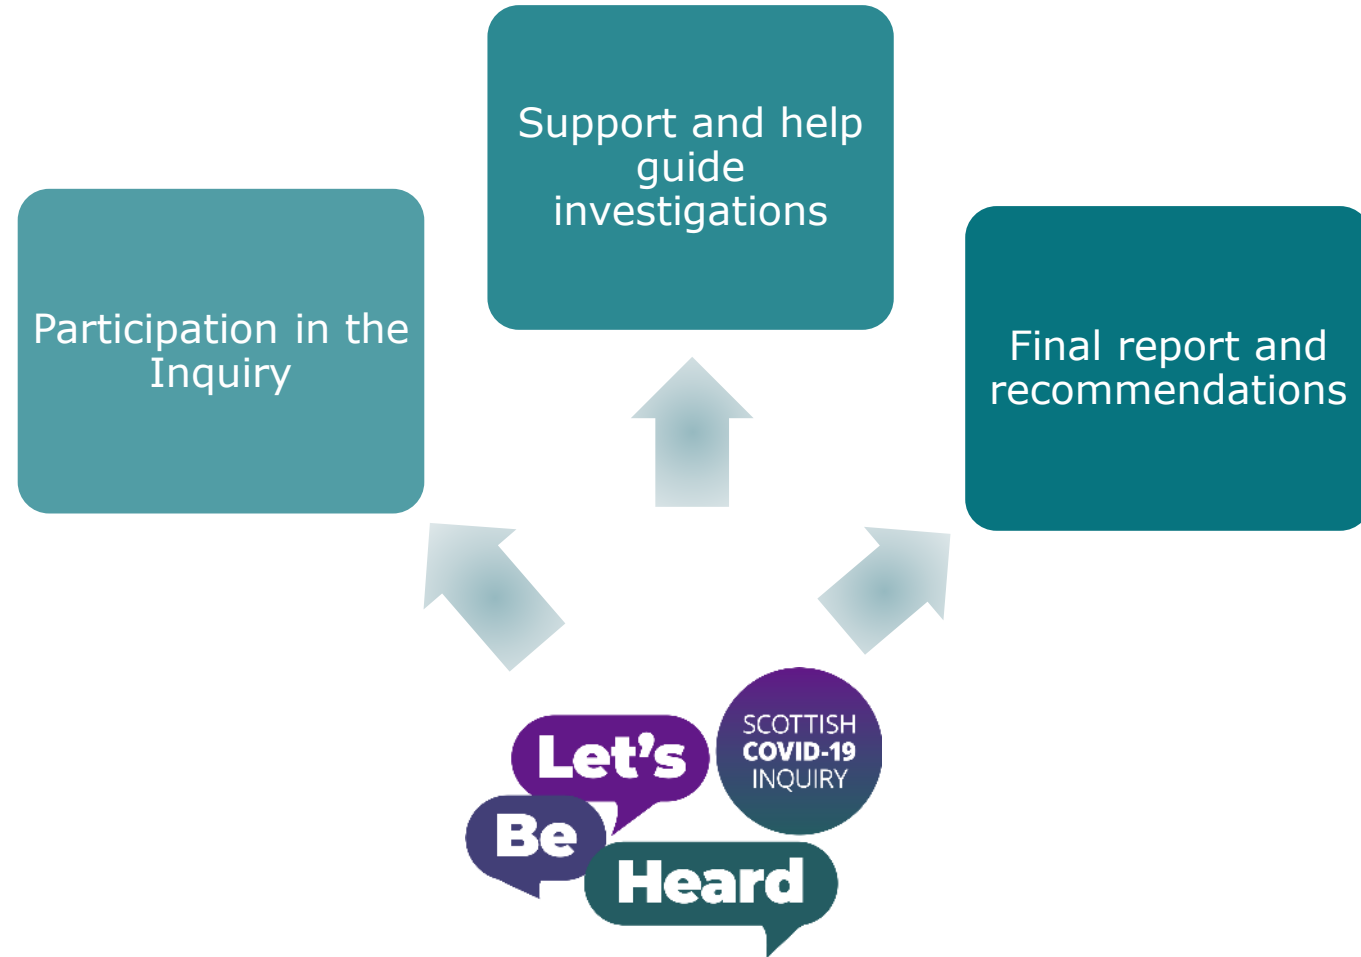 Support and help
guide
investigations
Participation in the
Inquiry
Final report and
recommendations
Let's
Be
Heard
SCOTTISH
COVID-19
INQUIRY